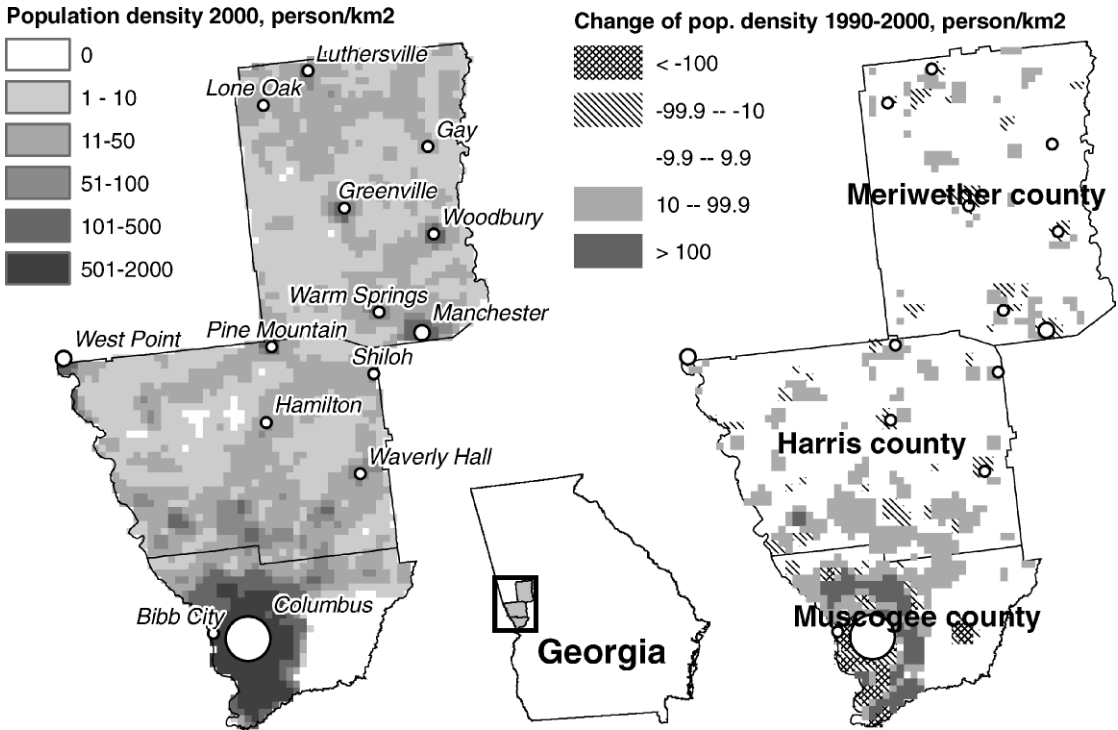 Population density 2000, person/km2
0
1 - 10
11-50
51-100
101-500
501-2000
Luthersville
Lone Oak
Gay
Greenville
Woodbury
Warm Springs
Manchester
Pine Mountain
West Point
Shiloh
Hamilton
Waverly Hall
Bibb City
Columbus
Georgia
Change of pop. density 1990-2000, person/km2
< -100
-99.9 -- -10
-9.9 -- 9.9
10 -- 99.9
> 100
Meriwether county
Harris county
Muscogee county